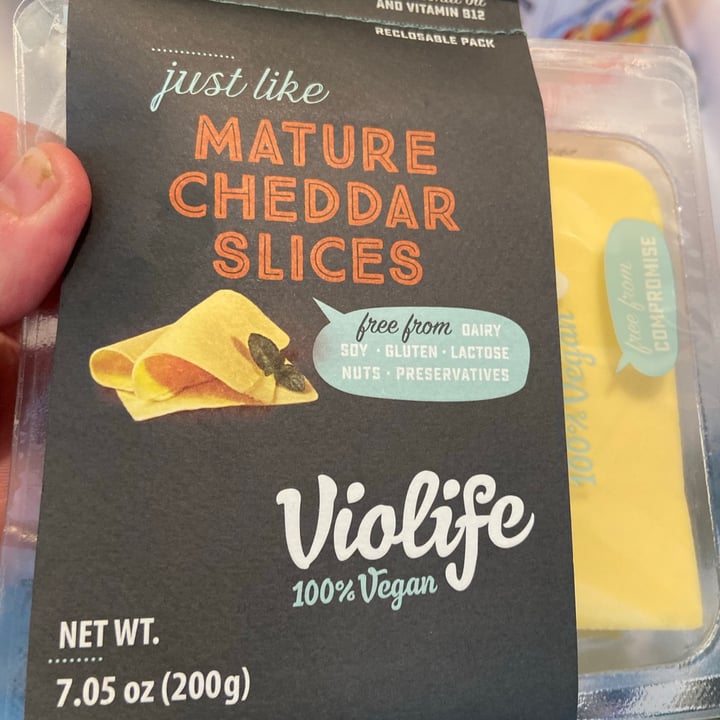 AND VITAMIN B12
RECLOSABLE PACK
just like
MATURE
CHEDDAR
SLICES
free from DAIRY
SOY · GLUTEN · LACTOSE
NUTS · PRESERVATIVES
free from
COMPROMISE
100% Vegan
Violife
100% Vegan
NET WT.
7.05 oz (200g)